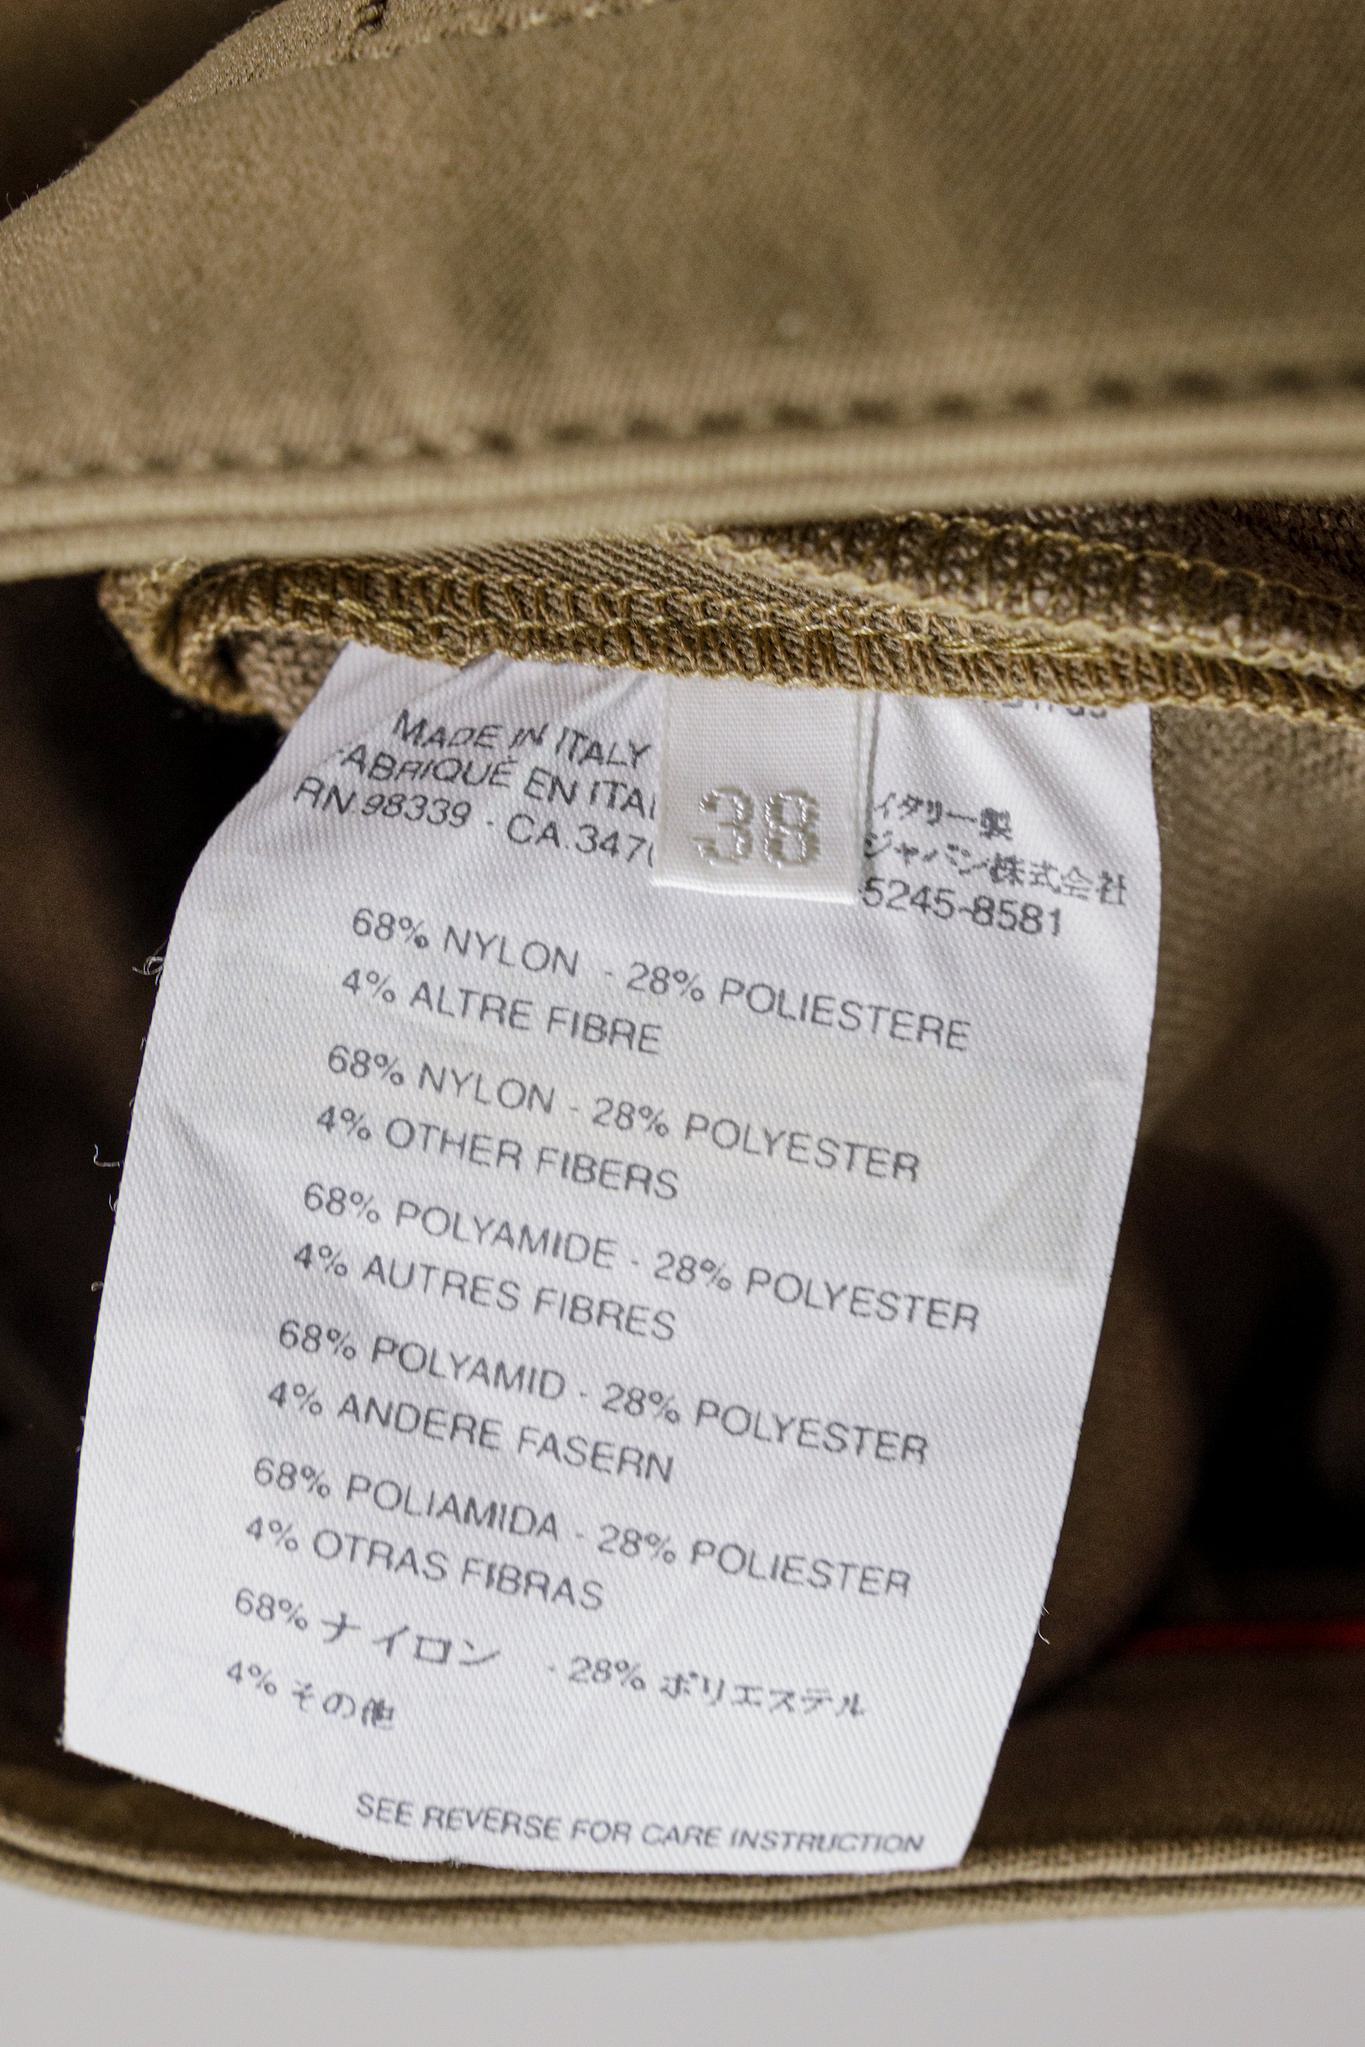 MADE IN ITALY
EN
RN.98339 - CA.
38
イタリー製
ジャパン株式会社
5245-8581
68% NYLON - 28% POLIESTERE
4% ALTRE FIBRE
68% NYLON - 28% POLYESTER
4% OTHER FIBERS
68% POLYAMIDE - 28% POLYESTER
4% AUTRES FIBRES
68% POLYAMID - 28% POLYESTER
4% ANDERE FASERN
68% POLIAMIDA - 28% POLIESTER
4% OTRAS FIBRAS
68% ナイロン - 28% ポリエステル
4% その他
SEE REVERSE FOR CARE INSTRUCTION